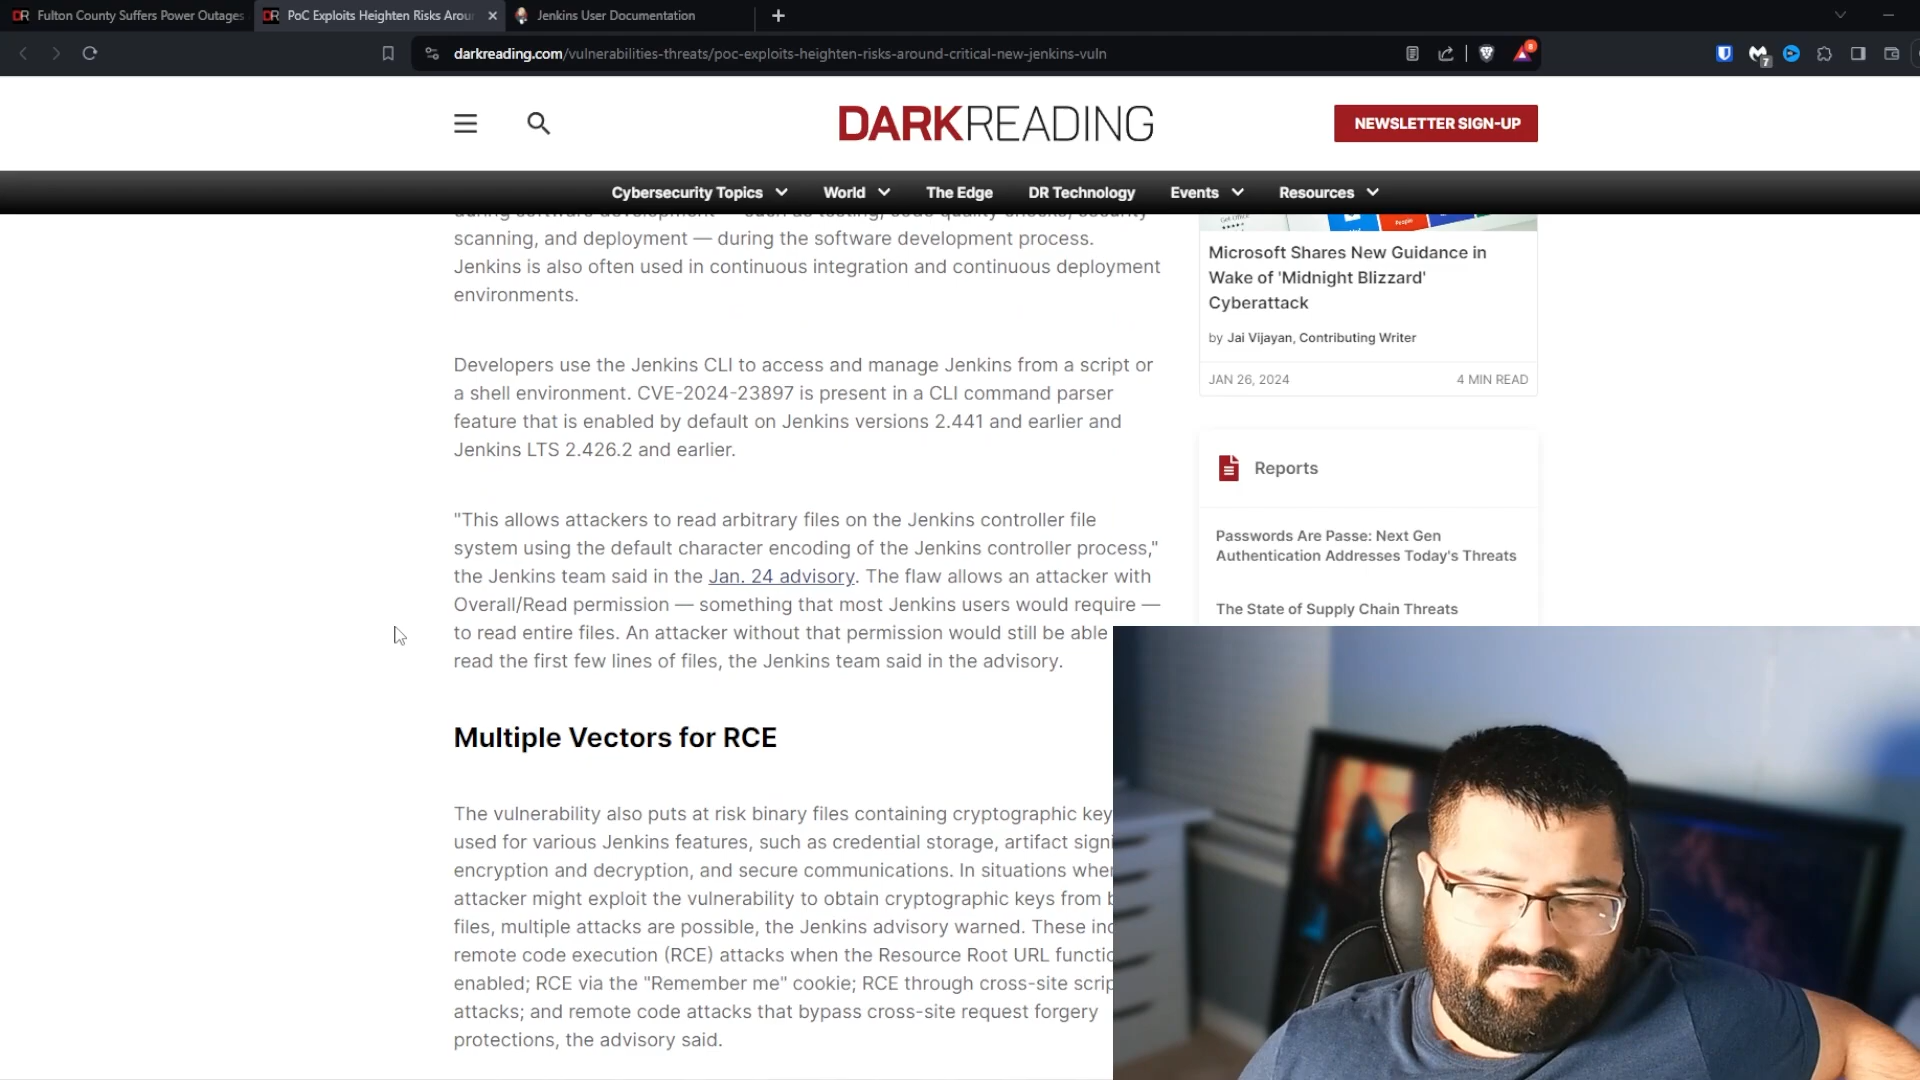 Fulton County Suffers Power Outages
PoC Exploits Heighten Risks Arou
Jenkins User Documentation
darkreading.com/vulnerabilities-threats/poc-exploits-heighten-risks-around-critical-new-jenkins-vuln
8
7
DARKREADING
NEWSLETTER SIGN-UP
Cybersecurity Topics
World
The Edge
DR Technology
Events
Resources
scanning, and deployment — during the software development process.
Jenkins is also often used in continuous integration and continuous deployment
environments.
Developers use the Jenkins CLI to access and manage Jenkins from a script or
a shell environment. CVE-2024-23897 is present in a CLI command parser
feature that is enabled by default on Jenkins versions 2.441 and earlier and
Jenkins LTS 2.426.2 and earlier.
"This allows attackers to read arbitrary files on the Jenkins controller file
system using the default character encoding of the Jenkins controller process,"
the Jenkins team said in the Jan. 24 advisory. The flaw allows an attacker with
Overall/Read permission — something that most Jenkins users would require —
to read entire files. An attacker without that permission would still be able
read the first few lines of files, the Jenkins team said in the advisory.
Multiple Vectors for RCE
The vulnerability also puts at risk binary files containing cryptographic key
used for various Jenkins features, such as credential storage, artifact signi
encryption and decryption, and secure communications. In situations wher
attacker might exploit the vulnerability to obtain cryptographic keys from b
files, multiple attacks are possible, the Jenkins advisory warned. These inc
remote code execution (RCE) attacks when the Resource Root URL functio
enabled; RCE via the "Remember me" cookie; RCE through cross-site scrip
attacks; and remote code attacks that bypass cross-site request forgery
protections, the advisory said.
People
Microsoft Shares New Guidance in
Wake of 'Midnight Blizzard'
Cyberattack
by Jai Vijayan, Contributing Writer
JAN 26, 2024
4 MIN READ
Reports
Passwords Are Passe: Next Gen
Authentication Addresses Today's Threats
The State of Supply Chain Threats